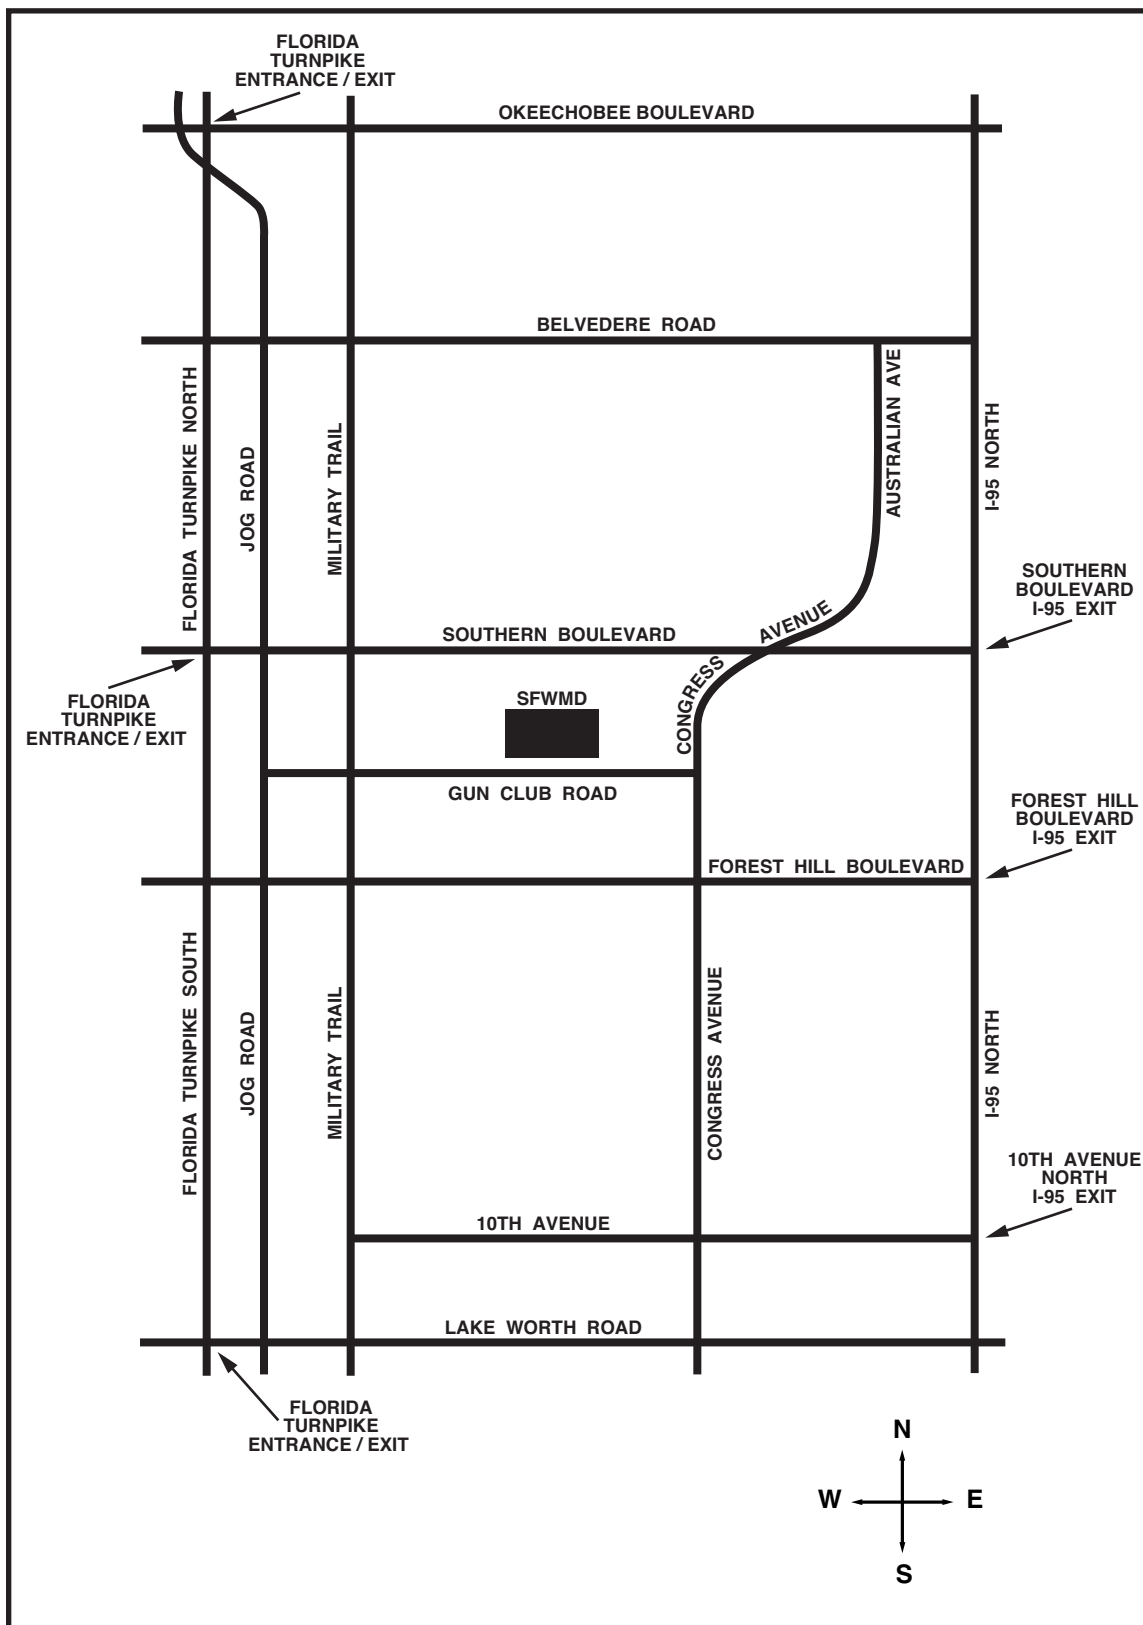 FLORIDA
TURNPIKE
ENTRANCE / EXIT
OKEECHOBEE BOULEVARD
BELVEDERE ROAD
FLORIDA TURNPIKE NORTH
JOG ROAD
MILITARY TRAIL
AUSTRALIAN AVE
I-95 NORTH
SOUTHERN
BOULEVARD
I-95 EXIT
SOUTHERN BOULEVARD
CONGRESS AVENUE
FLORIDA
TURNPIKE
ENTRANCE / EXIT
SFWMD
GUN CLUB ROAD
FOREST HILL
BOULEVARD
I-95 EXIT
FOREST HILL BOULEVARD
FLORIDA TURNPIKE SOUTH
JOG ROAD
MILITARY TRAIL
CONGRESS AVENUE
I-95 NORTH
10TH AVENUE
NORTH
I-95 EXIT
10TH AVENUE
LAKE WORTH ROAD
FLORIDA
TURNPIKE
ENTRANCE / EXIT
N
W E
S